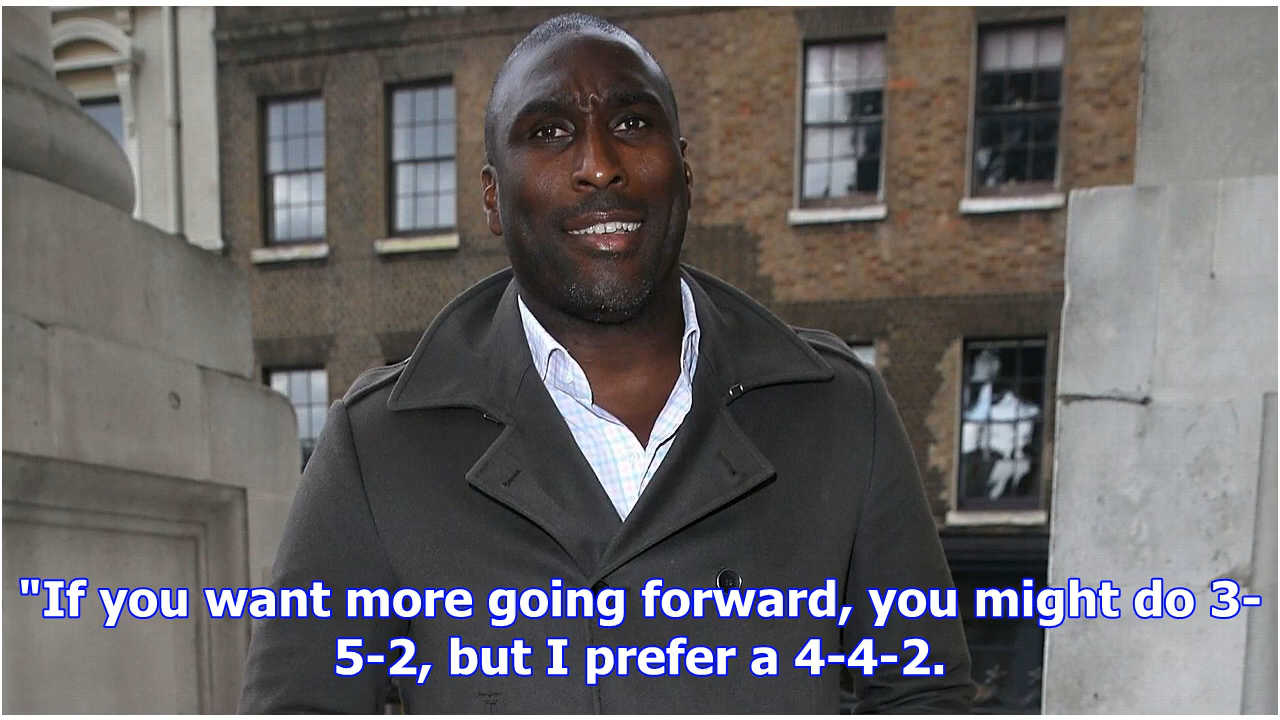 "If you want more going forward, you might do 3-
5-2, but I prefer a 4-4-2.